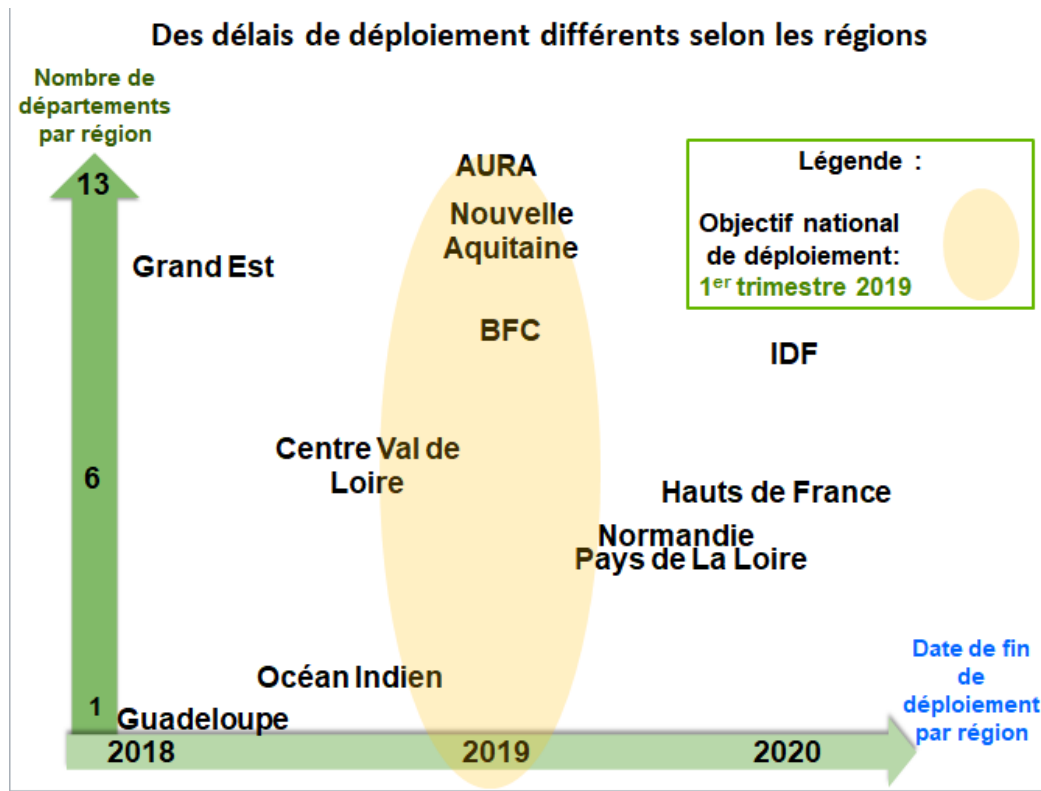 Des délais de déploiement différents selon les régions
Nombre de
départements
par région
13
6
1
AURA
Nouvelle
Aquitaine
Grand Est
BFC
IDF
Centre Val de
Loire
Hauts de France
Normandie
Pays de La Loire
Océan Indien
Guadeloupe
Légende :
Objectif national
de déploiement:
1er trimestre 2019
2018
2019
2020
Date de fin
de
déploiement
par région